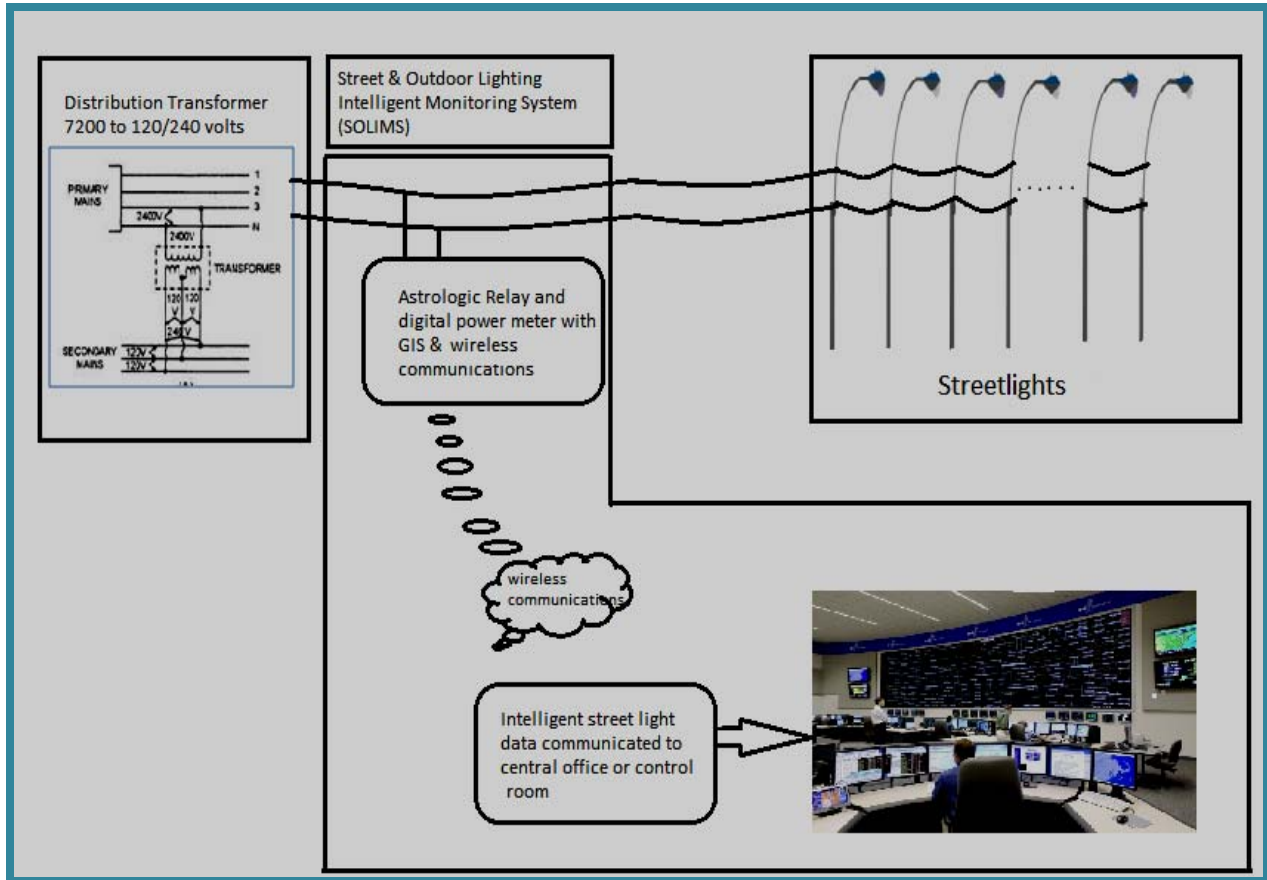 Distribution Transformer
7200 to 120/240 volts
PRIMARY
MAINS
1
2
3
N
2400V
2400V
TRANSFORMER
120
V
120
V
240 V
SECONDARY
MAINS
120V
120V
Street & Outdoor Lighting
Intelligent Monitoring System
(SOLIMS)
Astrologic Relay and
digital power meter with
GIS & wireless
communications
Streetlights
wireless
communications
Intelligent street light
data communicated to
central office or control
room